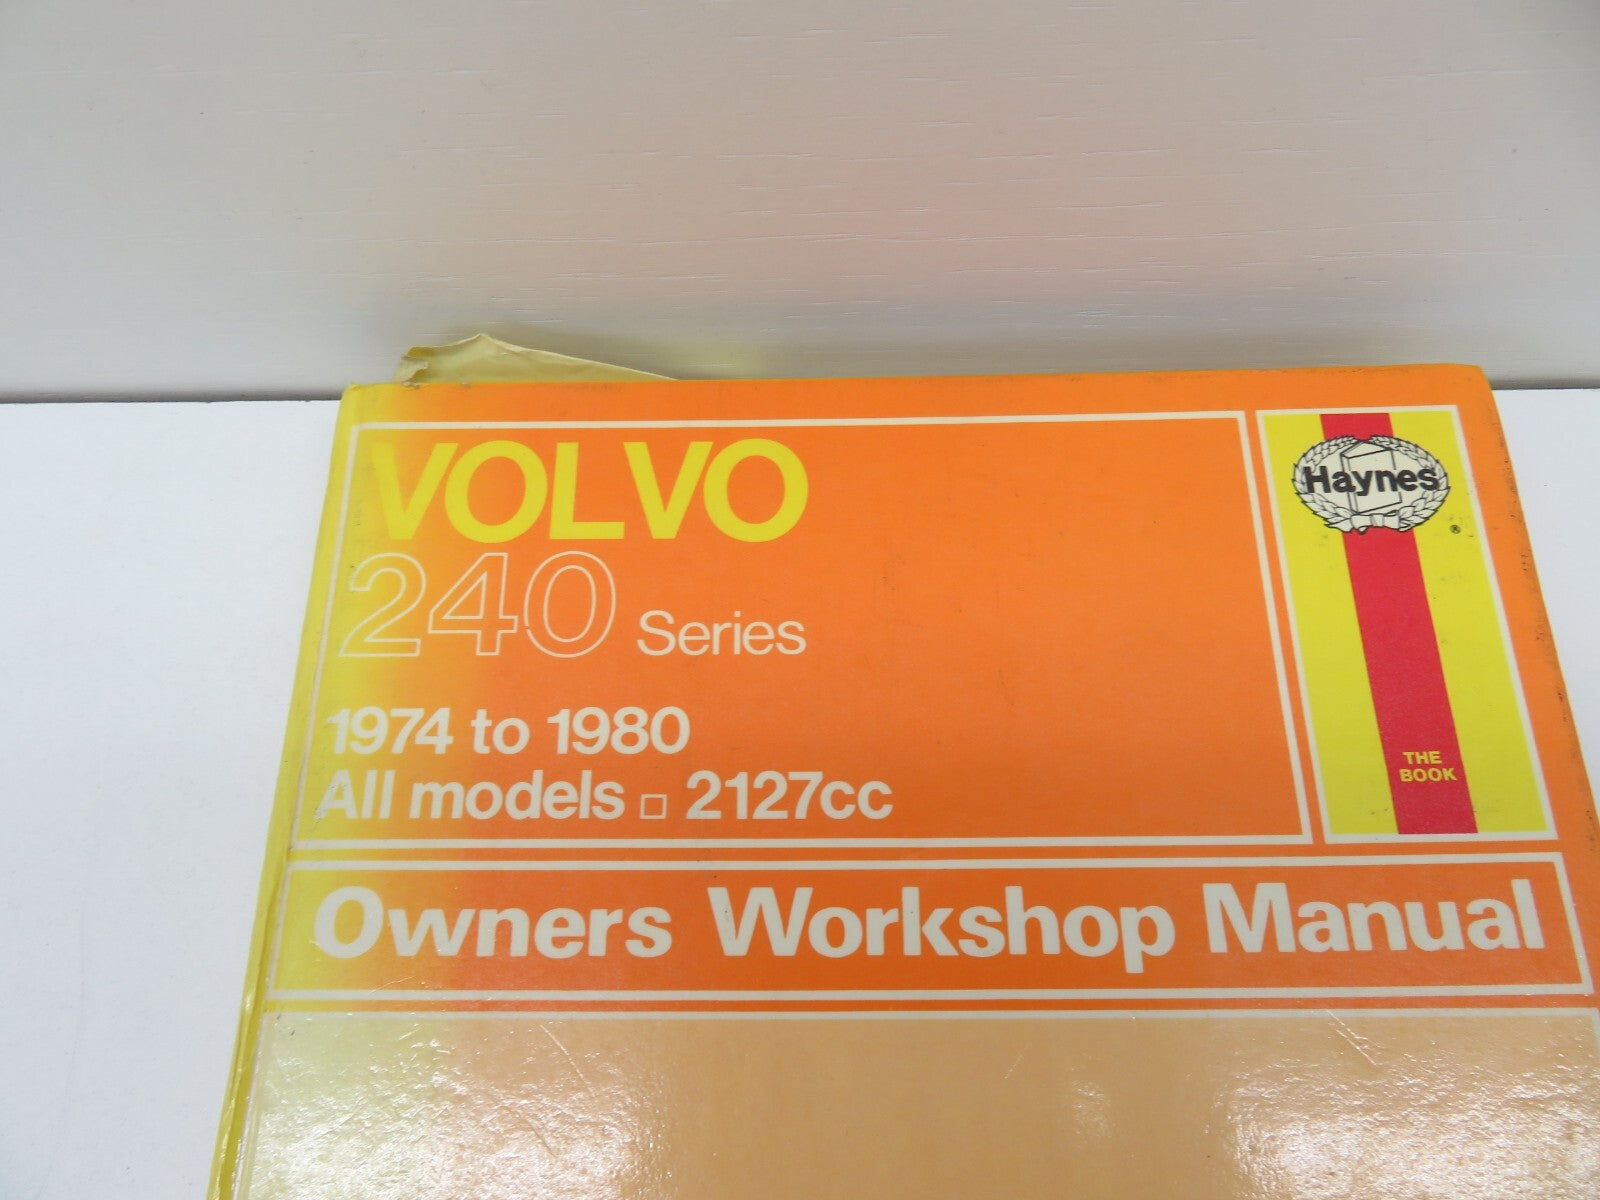 VOLVO
240 Series
1974 to 1980
All models □ 2127cc
Haynes
®
THE
BOOK
Owners Workshop Manual